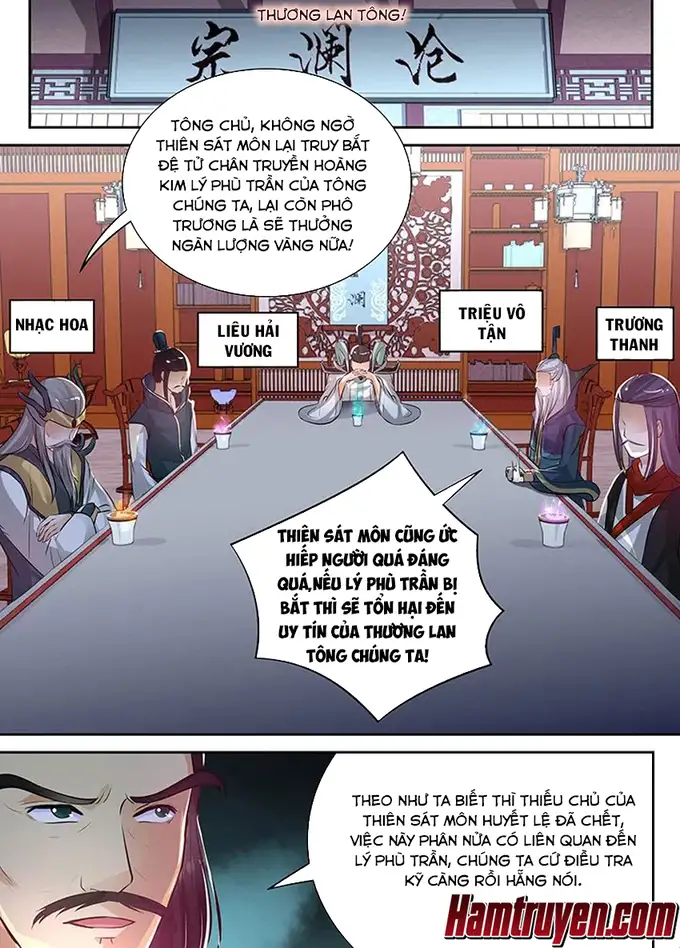 THƯƠNG LAN TÔNG!
宗瀾沧
TÔNG CHỦ, KHÔNG NGỜ
THIÊN SÁT MÔN LẠI TRUY BẮT
ĐỆ TỬ CHÂN TRUYỀN HOÀNG
KIM LÝ PHÙ TRẦN CỦA TÔNG
CHÚNG TA, LẠI CÒN PHÔ
TRƯƠNG LÀ SẼ THƯỞNG
NGÀN LƯỢNG VÀNG NỮA!
NHẠC HOA
LIÊU HẢI
VƯƠNG
TRIỆU VÔ
TẬN
TRƯƠNG
THANH
THIÊN SÁT MÔN CŨNG ỨC
HIẾP NGƯỜI QUÁ ĐÁNG
QUÁ,NẾU LÝ PHÙ TRẦN BỊ
BẮT THÌ SẼ TỔN HẠI ĐẾN
UY TÍN CỦA THƯƠNG LAN
TÔNG CHÚNG TA!
THEO NHƯ TA BIẾT THÌ THIẾU CHỦ CỦA
THIÊN SÁT MÔN HUYẾT LỆ ĐÃ CHẾT,
VIỆC NÀY PHÂN NỬA CÓ LIÊN QUAN ĐẾN
LÝ PHÙ TRẦN, CHÚNG TA CỨ ĐIỀU TRA
KỸ CÀNG RỒI HẴNG NÓI.
Hamtruyen.com